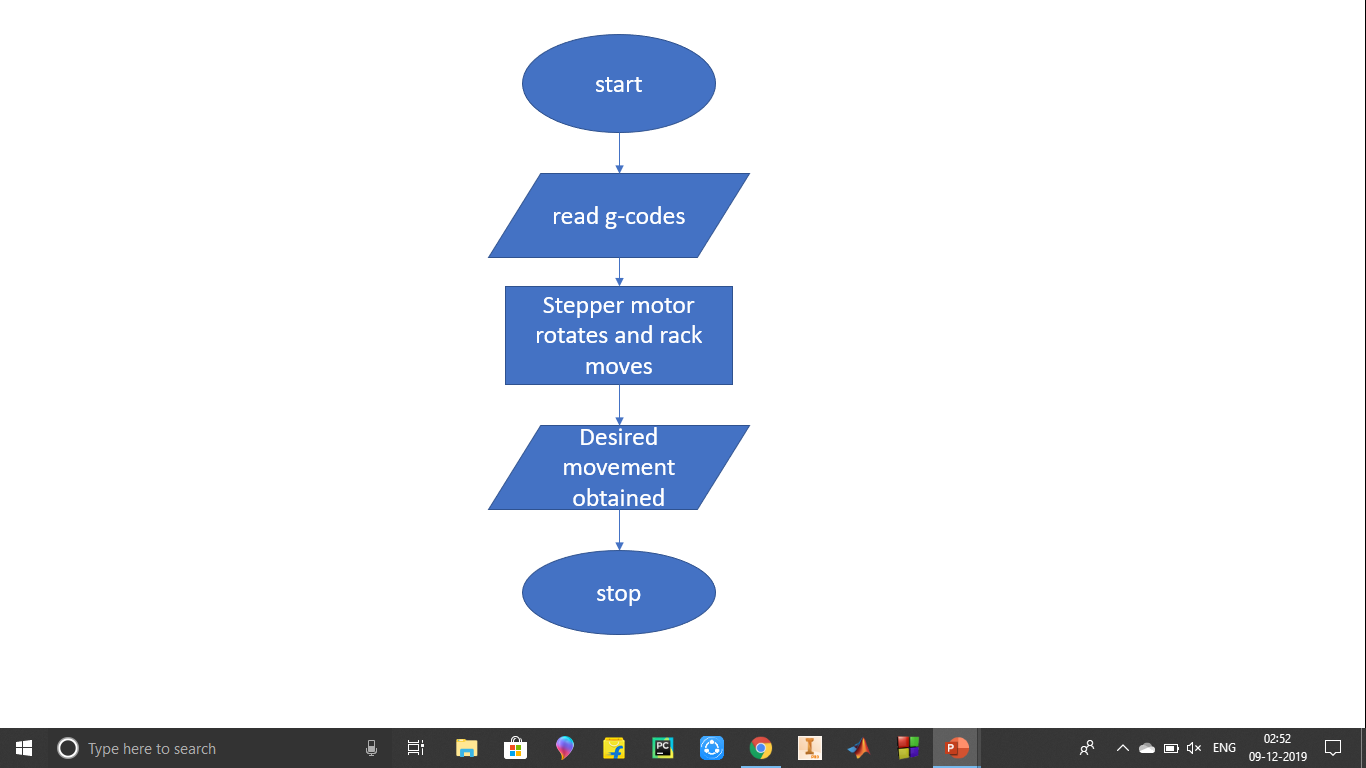 start
read g-codes
Stepper motor
rotates and rack
moves
Desired
movement
obtained
stop
Type here to search
PC
ENG
02:52
09-12-2019